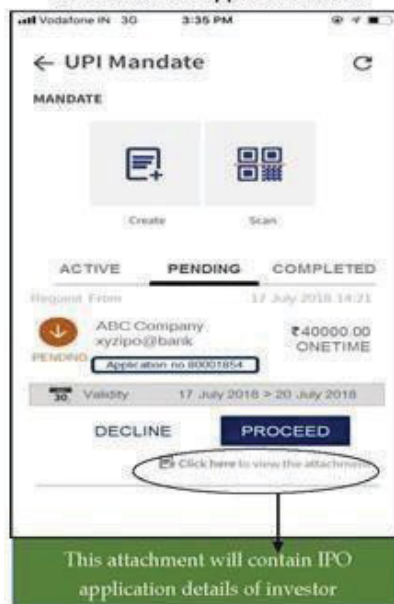 Vodafone IN 3G 3:35 PM
← UPI Mandate
MANDATE
Create Scan
ACTIVE PENDING COMPLETED
Request From 17 July 2018 14:21
ABC Company ₹40000.00
xyzipo@bank ONETIME
PENDING Application no 80001854
30 Validity 17 July 2018 > 20 July 2018
DECLINE PROCEED
Click here to view the attachment
This attachment will contain IPO
application details of investor